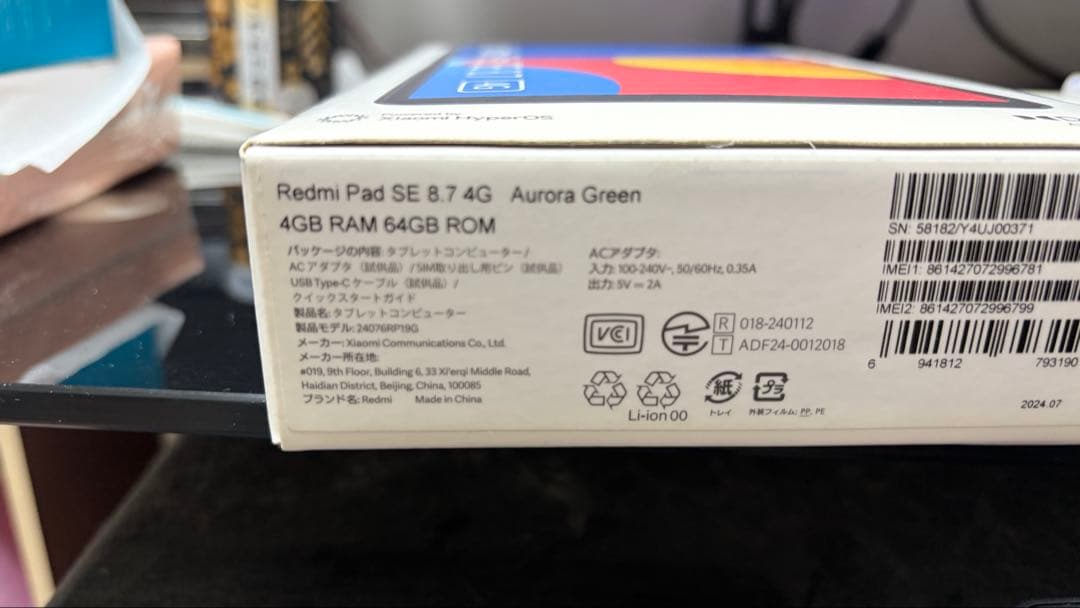 Powered by
Xiaomi HyperOS
Redmi Pad SE 8.7 4G Aurora Green
4GB RAM 64GB ROM
パッケージの内容: タブレットコンピューター/
ACアダプタ（試供品）/SIM取り出し用ピン（試供品）
USB Type-C ケーブル（試供品）/
クイックスタートガイド
製品名: タブレットコンピューター
製品モデル: 24076RP19G
メーカー: Xiaomi Communications Co., Ltd.
メーカー所在地:
#019, 9th Floor, Building 6, 33 Xi'erqi Middle Road,
Haidian District, Beijing, China, 100085
ブランド名: Redmi Made in China
ACアダプタ:
入力: 100-240V~, 50/60Hz, 0.35A
出力: 5V⎓2A
VCI
R 018-240112
T ADF24-0012018
Li-ion 00
紙
トレイ
プラ
外装フィルム: PP, PE
SN: 58182/Y4UJ00371
IMEI1: 861427072996781
IMEI2: 861427072996799
6 941812 793190
2024.07